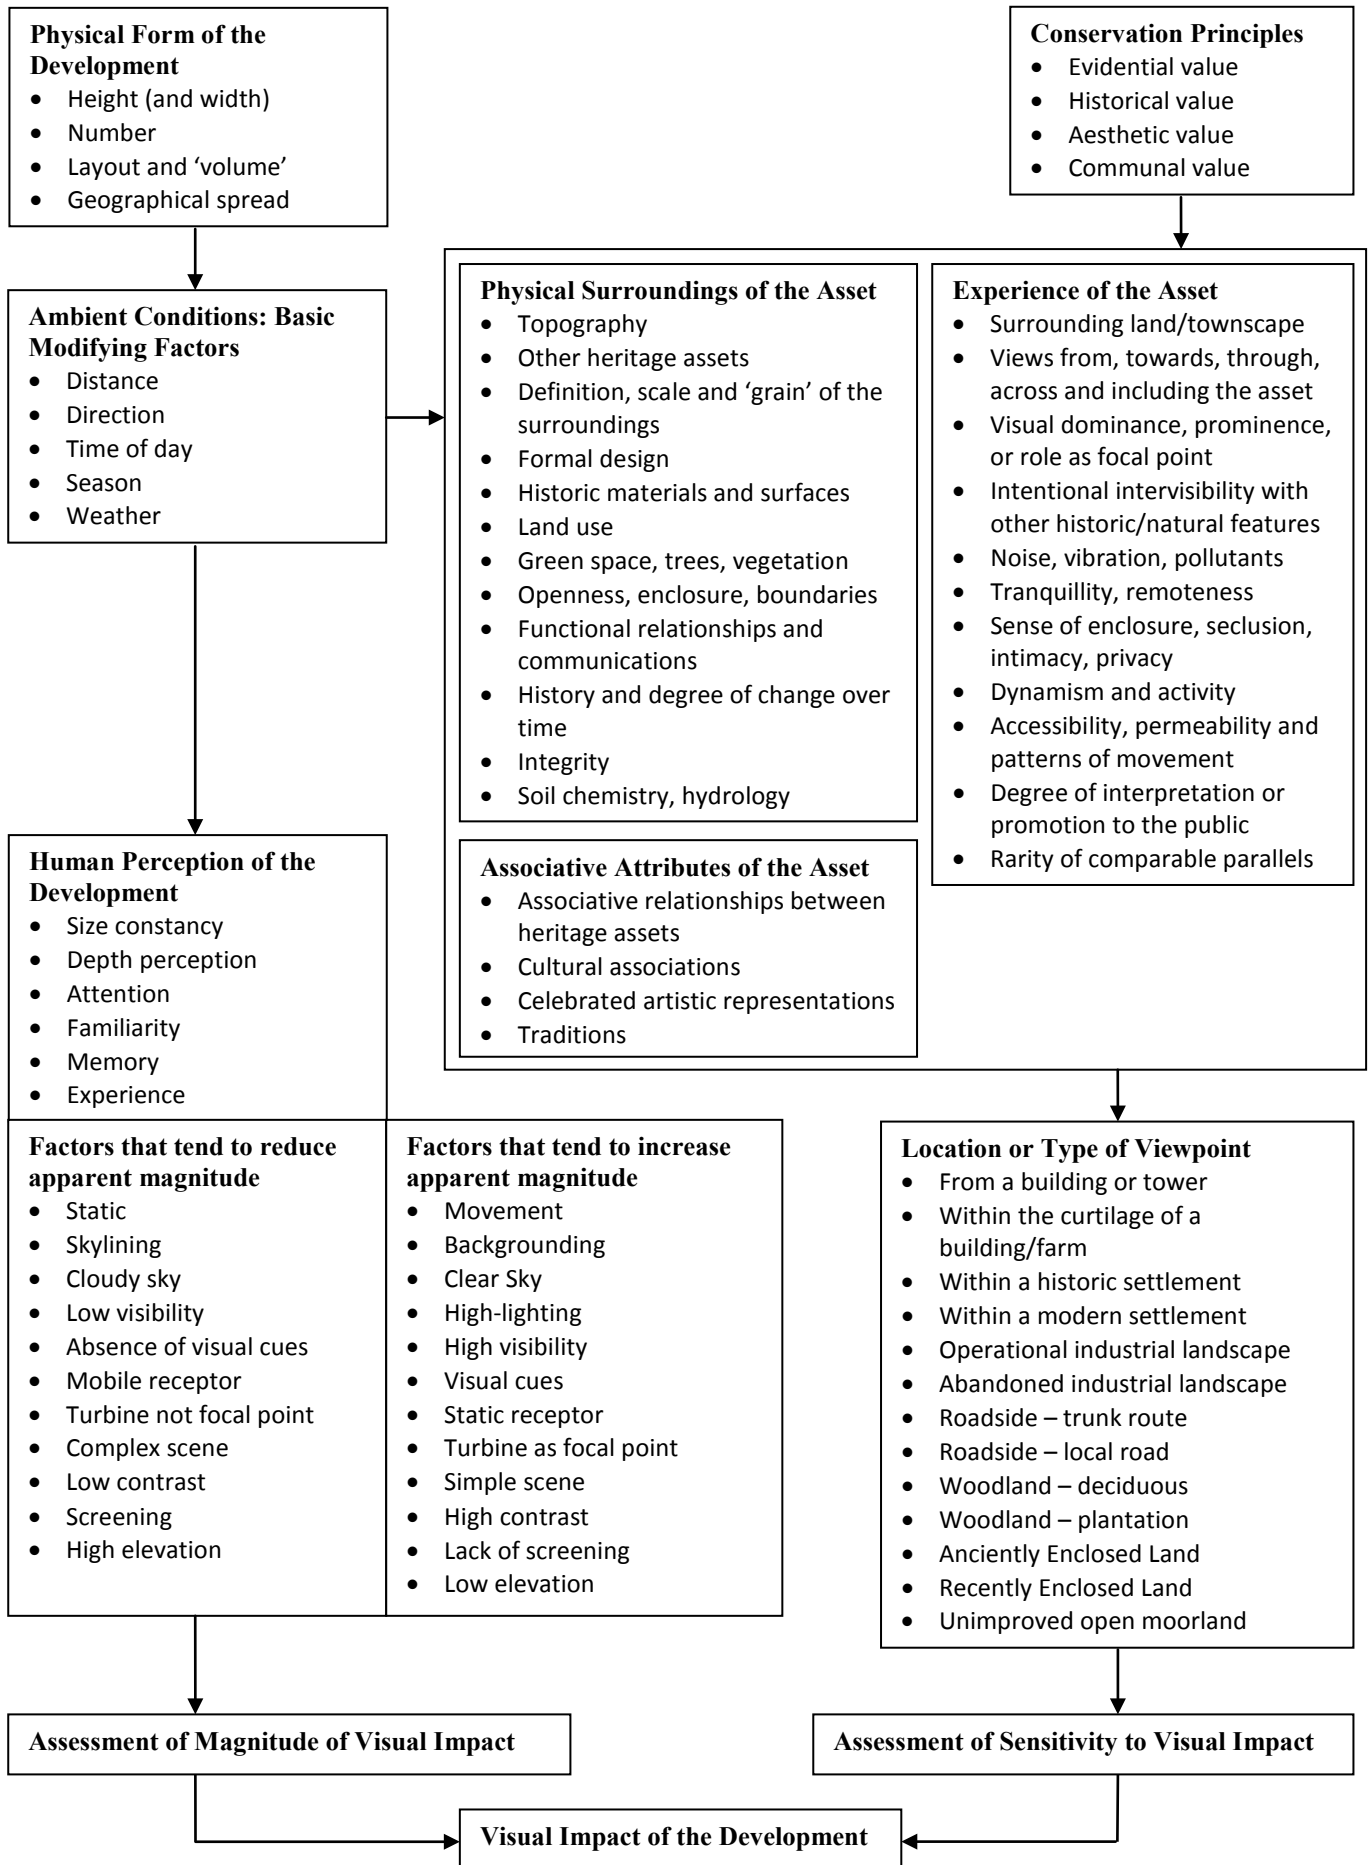 Physical Form of the
Development
• Height (and width)
• Number
• Layout and ‘volume’
• Geographical spread
Conservation Principles
• Evidential value
• Historical value
• Aesthetic value
• Communal value
Ambient Conditions: Basic
Modifying Factors
• Distance
• Direction
• Time of day
• Season
• Weather
Physical Surroundings of the Asset
• Topography
• Other heritage assets
• Definition, scale and ‘grain’ of the
surroundings
• Formal design
• Historic materials and surfaces
• Land use
• Green space, trees, vegetation
• Openness, enclosure, boundaries
• Functional relationships and
communications
• History and degree of change over
time
• Integrity
• Soil chemistry, hydrology
Experience of the Asset
• Surrounding land/townscape
• Views from, towards, through,
across and including the asset
• Visual dominance, prominence,
or role as focal point
• Intentional intervisibility with
other historic/natural features
• Noise, vibration, pollutants
• Tranquillity, remoteness
• Sense of enclosure, seclusion,
intimacy, privacy
• Dynamism and activity
• Accessibility, permeability and
patterns of movement
• Degree of interpretation or
promotion to the public
• Rarity of comparable parallels
Associative Attributes of the Asset
• Associative relationships between
heritage assets
• Cultural associations
• Celebrated artistic representations
• Traditions
Human Perception of the
Development
• Size constancy
• Depth perception
• Attention
• Familiarity
• Memory
• Experience
Factors that tend to reduce
apparent magnitude
• Static
• Skylining
• Cloudy sky
• Low visibility
• Absence of visual cues
• Mobile receptor
• Turbine not focal point
• Complex scene
• Low contrast
• Screening
• High elevation
Factors that tend to increase
apparent magnitude
• Movement
• Backgrounding
• Clear Sky
• High-lighting
• High visibility
• Visual cues
• Static receptor
• Turbine as focal point
• Simple scene
• High contrast
• Lack of screening
• Low elevation
Location or Type of Viewpoint
• From a building or tower
• Within the curtilage of a
building/farm
• Within a historic settlement
• Within a modern settlement
• Operational industrial landscape
• Abandoned industrial landscape
• Roadside – trunk route
• Roadside – local road
• Woodland – deciduous
• Woodland – plantation
• Anciently Enclosed Land
• Recently Enclosed Land
• Unimproved open moorland
Assessment of Magnitude of Visual Impact
Assessment of Sensitivity to Visual Impact
Visual Impact of the Development